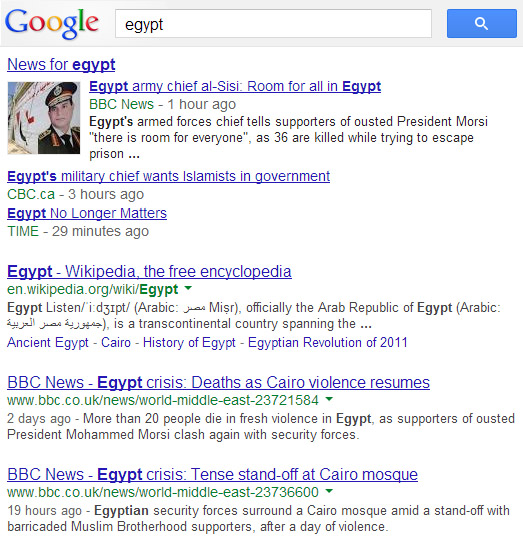 Google
egypt
News for egypt
Egypt army chief al-Sisi: Room for all in Egypt
BBC News - 1 hour ago
Egypt's armed forces chief tells supporters of ousted President Morsi
"there is room for everyone", as 36 are killed while trying to escape
prison ...
Egypt's military chief wants Islamists in government
CBC.ca - 3 hours ago
Egypt No Longer Matters
TIME - 29 minutes ago
Egypt - Wikipedia, the free encyclopedia
en.wikipedia.org/wiki/Egypt
Egypt Listen/ˈiːdʒɪpt/ (Arabic: مصر Miṣr), officially the Arab Republic of Egypt (Arabic:
جمهورية مصر العربية), is a transcontinental country spanning the ...
Ancient Egypt - Cairo - History of Egypt - Egyptian Revolution of 2011
BBC News - Egypt crisis: Deaths as Cairo violence resumes
www.bbc.co.uk/news/world-middle-east-23721584
2 days ago - More than 20 people die in fresh violence in Egypt, as supporters of ousted
President Mohammed Morsi clash again with security forces.
BBC News - Egypt crisis: Tense stand-off at Cairo mosque
www.bbc.co.uk/news/world-middle-east-23736600
19 hours ago - Egyptian security forces surround a Cairo mosque amid a stand-off with
barricaded Muslim Brotherhood supporters, after a day of violence.